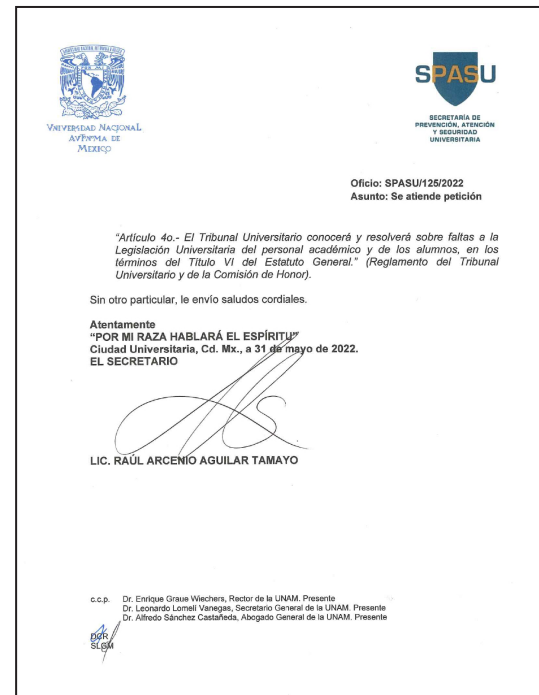 VNIVERSIDAD NACIONAL
AVTNOMA DE
MEXICO
SPASU
SECRETARÍA DE
PREVENCIÓN, ATENCIÓN
Y SEGURIDAD
UNIVERSITARIA
Oficio: SPASU/125/2022
Asunto: Se atiende petición
"Artículo 4o.- El Tribunal Universitario conocerá y resolverá sobre faltas a la
Legislación Universitaria del personal académico y de los alumnos, en los
términos del Título VI del Estatuto General." (Reglamento del Tribunal
Universitario y de la Comisión de Honor).
Sin otro particular, le envío saludos cordiales.
Atentamente
"POR MI RAZA HABLARÁ EL ESPÍRITU"
Ciudad Universitaria, Cd. Mx., a 31 de mayo de 2022.
EL SECRETARIO
LIC. RAÚL ARCENIO AGUILAR TAMAYO
c.c.p. Dr. Enrique Graue Wiechers, Rector de la UNAM. Presente
Dr. Leonardo Lomelí Vanegas, Secretario General de la UNAM. Presente
Dr. Alfredo Sánchez Castañeda, Abogado General de la UNAM. Presente
DCR
SLGM